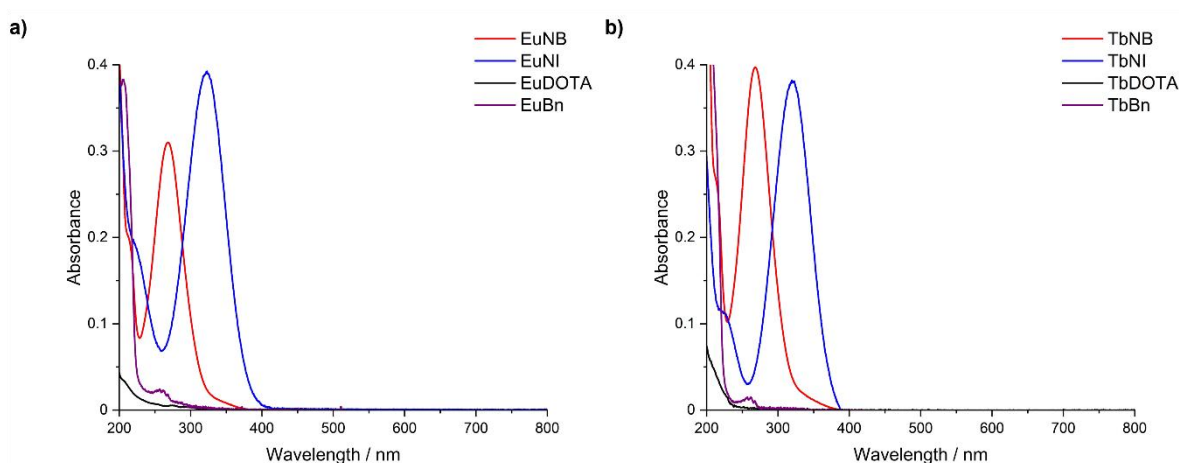 a)
EuNB
EuNI
EuDOTA
EuBn
0.4
0.3
0.2
0.1
0
Absorbance
200 300 400 500 600 700 800
Wavelength / nm
b)
TbNB
TbNI
TbDOTA
TbBn
0.4
0.3
0.2
0.1
0
Absorbance
200 300 400 500 600 700 800
Wavelength / nm